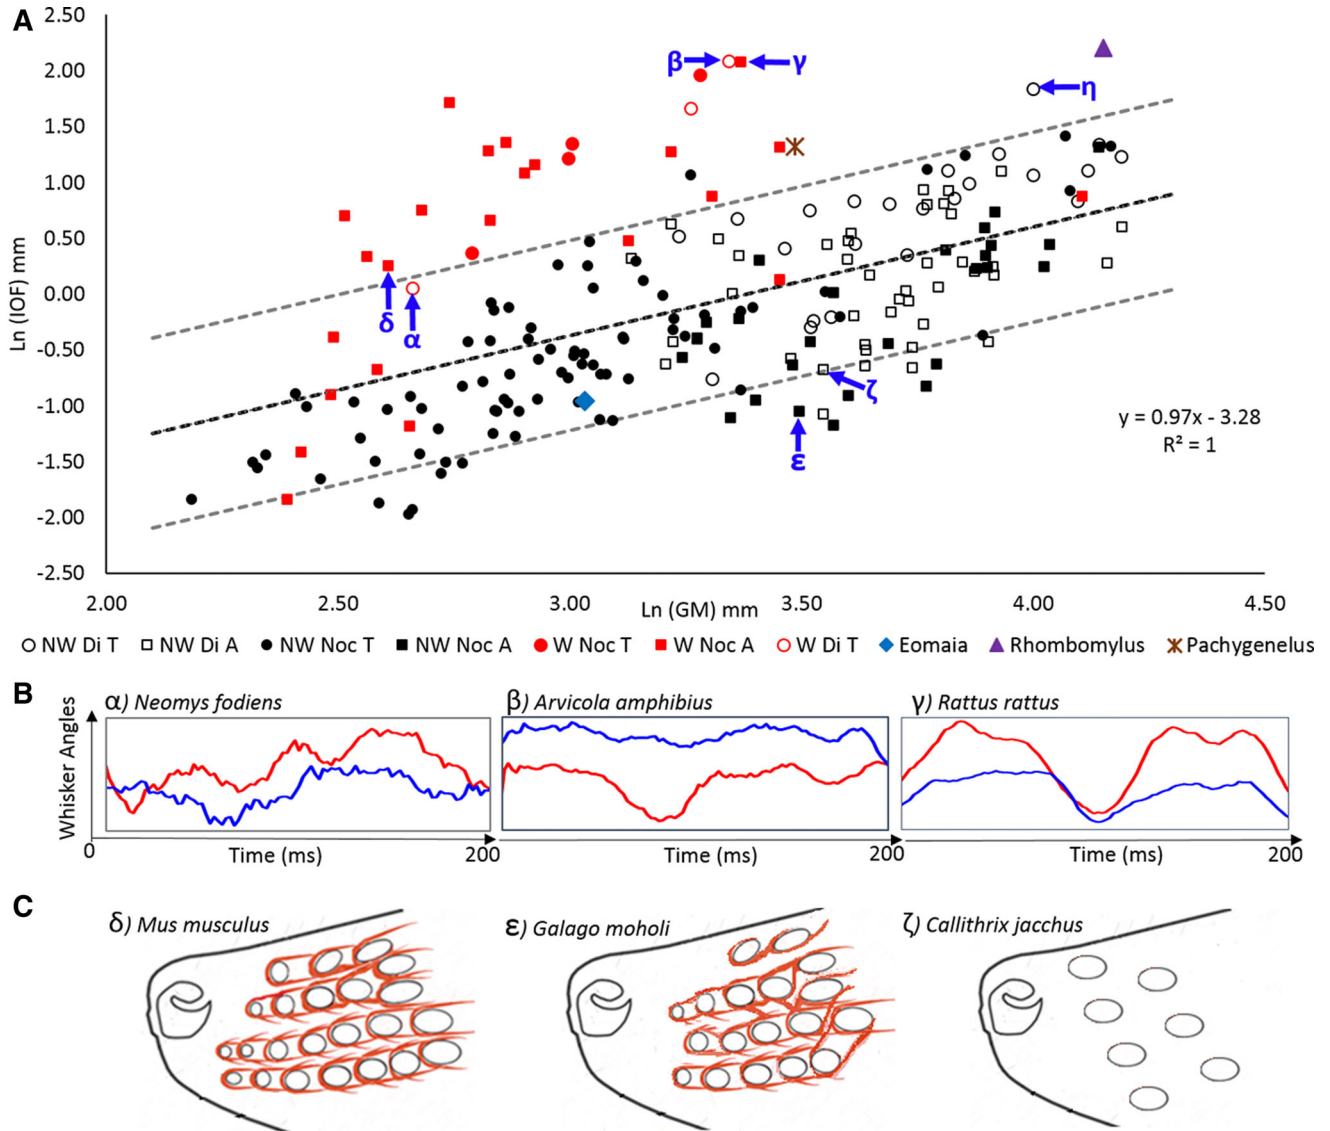 A
2.50
2.00
1.50
1.00
0.50
0.00
-0.50
-1.00
-1.50
-2.00
-2.50
Ln (IOF) mm
β
γ
η
δ
α
ζ
ε
y = 0.97x - 3.28
R² = 1
2.00 2.50 3.00 3.50 4.00 4.50
Ln (GM) mm
NW Di T NW Di A NW Noc T NW Noc A W Noc T W Noc A W Di T Eomaia Rhombomylus Pachygenelus
B
α) Neomys fodiens
β) Arvicola amphibius
γ) Rattus rattus
Whisker Angles
0 Time (ms) 200
Time (ms) 200
Time (ms) 200
C
δ) Mus musculus
ε) Galago moholi
ζ) Callithrix jacchus